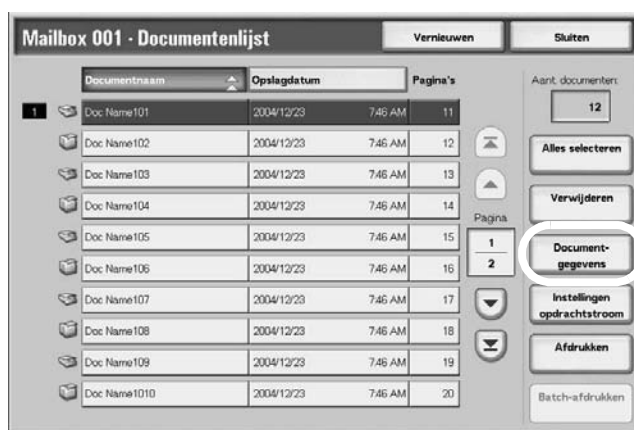 Mailbox 001 - Documentenlijst
Vernieuwen
Sluiten
Documentnaam
Opslagdatum
Pagina's
Aant. documenten:
12
1
Doc Name101 2004/12/23 7:46 AM 11
Doc Name102 2004/12/23 7:46 AM 12
Doc Name103 2004/12/23 7:46 AM 13
Doc Name104 2004/12/23 7:46 AM 14
Doc Name105 2004/12/23 7:46 AM 15
Doc Name106 2004/12/23 7:46 AM 16
Doc Name107 2004/12/23 7:46 AM 17
Doc Name108 2004/12/23 7:46 AM 18
Doc Name109 2004/12/23 7:46 AM 19
Doc Name1010 2004/12/23 7:46 AM 20
Pagina
1
2
Alles selecteren
Verwijderen
Document-
gegevens
Instellingen
opdrachtstroom
Afdrukken
Batch-afdrukken